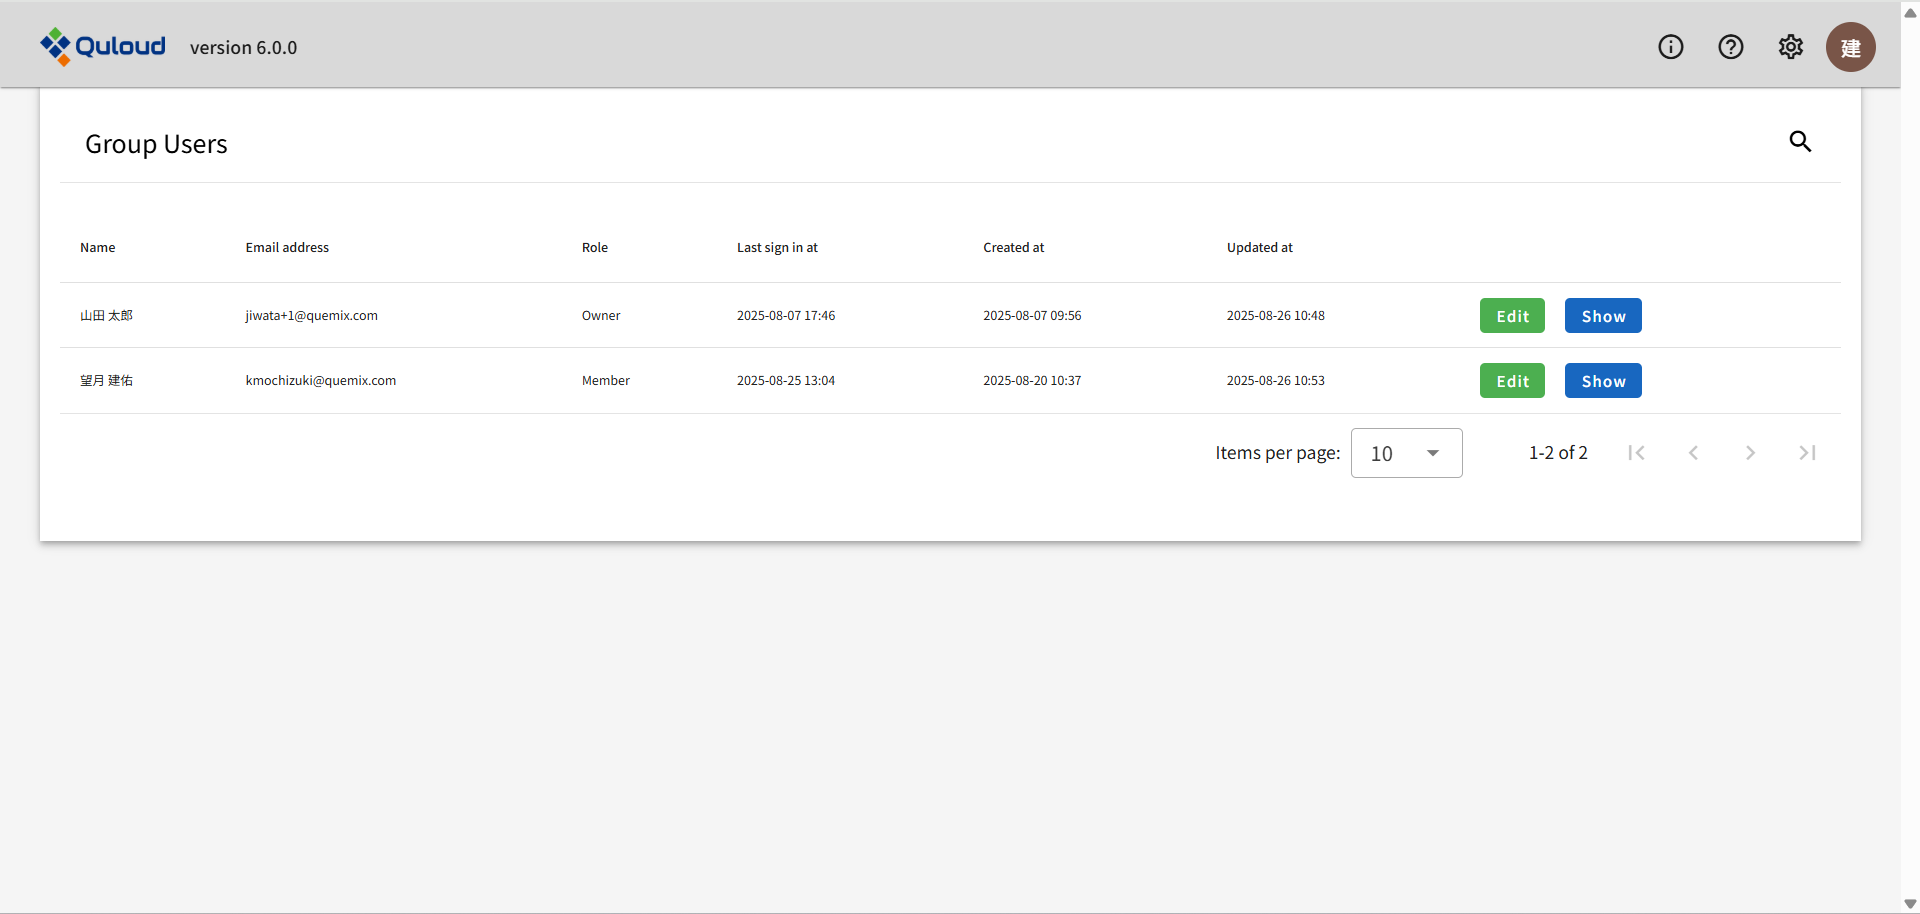 Quloud version 6.0.0 建
Group Users
Name Email address Role Last sign in at Created at Updated at
山田 太郎 jiwata+1@quemix.com Owner 2025-08-07 17:46 2025-08-07 09:56 2025-08-26 10:48 Edit Show
望月 建佑 kmochizuki@quemix.com Member 2025-08-25 13:04 2025-08-20 10:37 2025-08-26 10:53 Edit Show
Items per page: 10 1-2 of 2